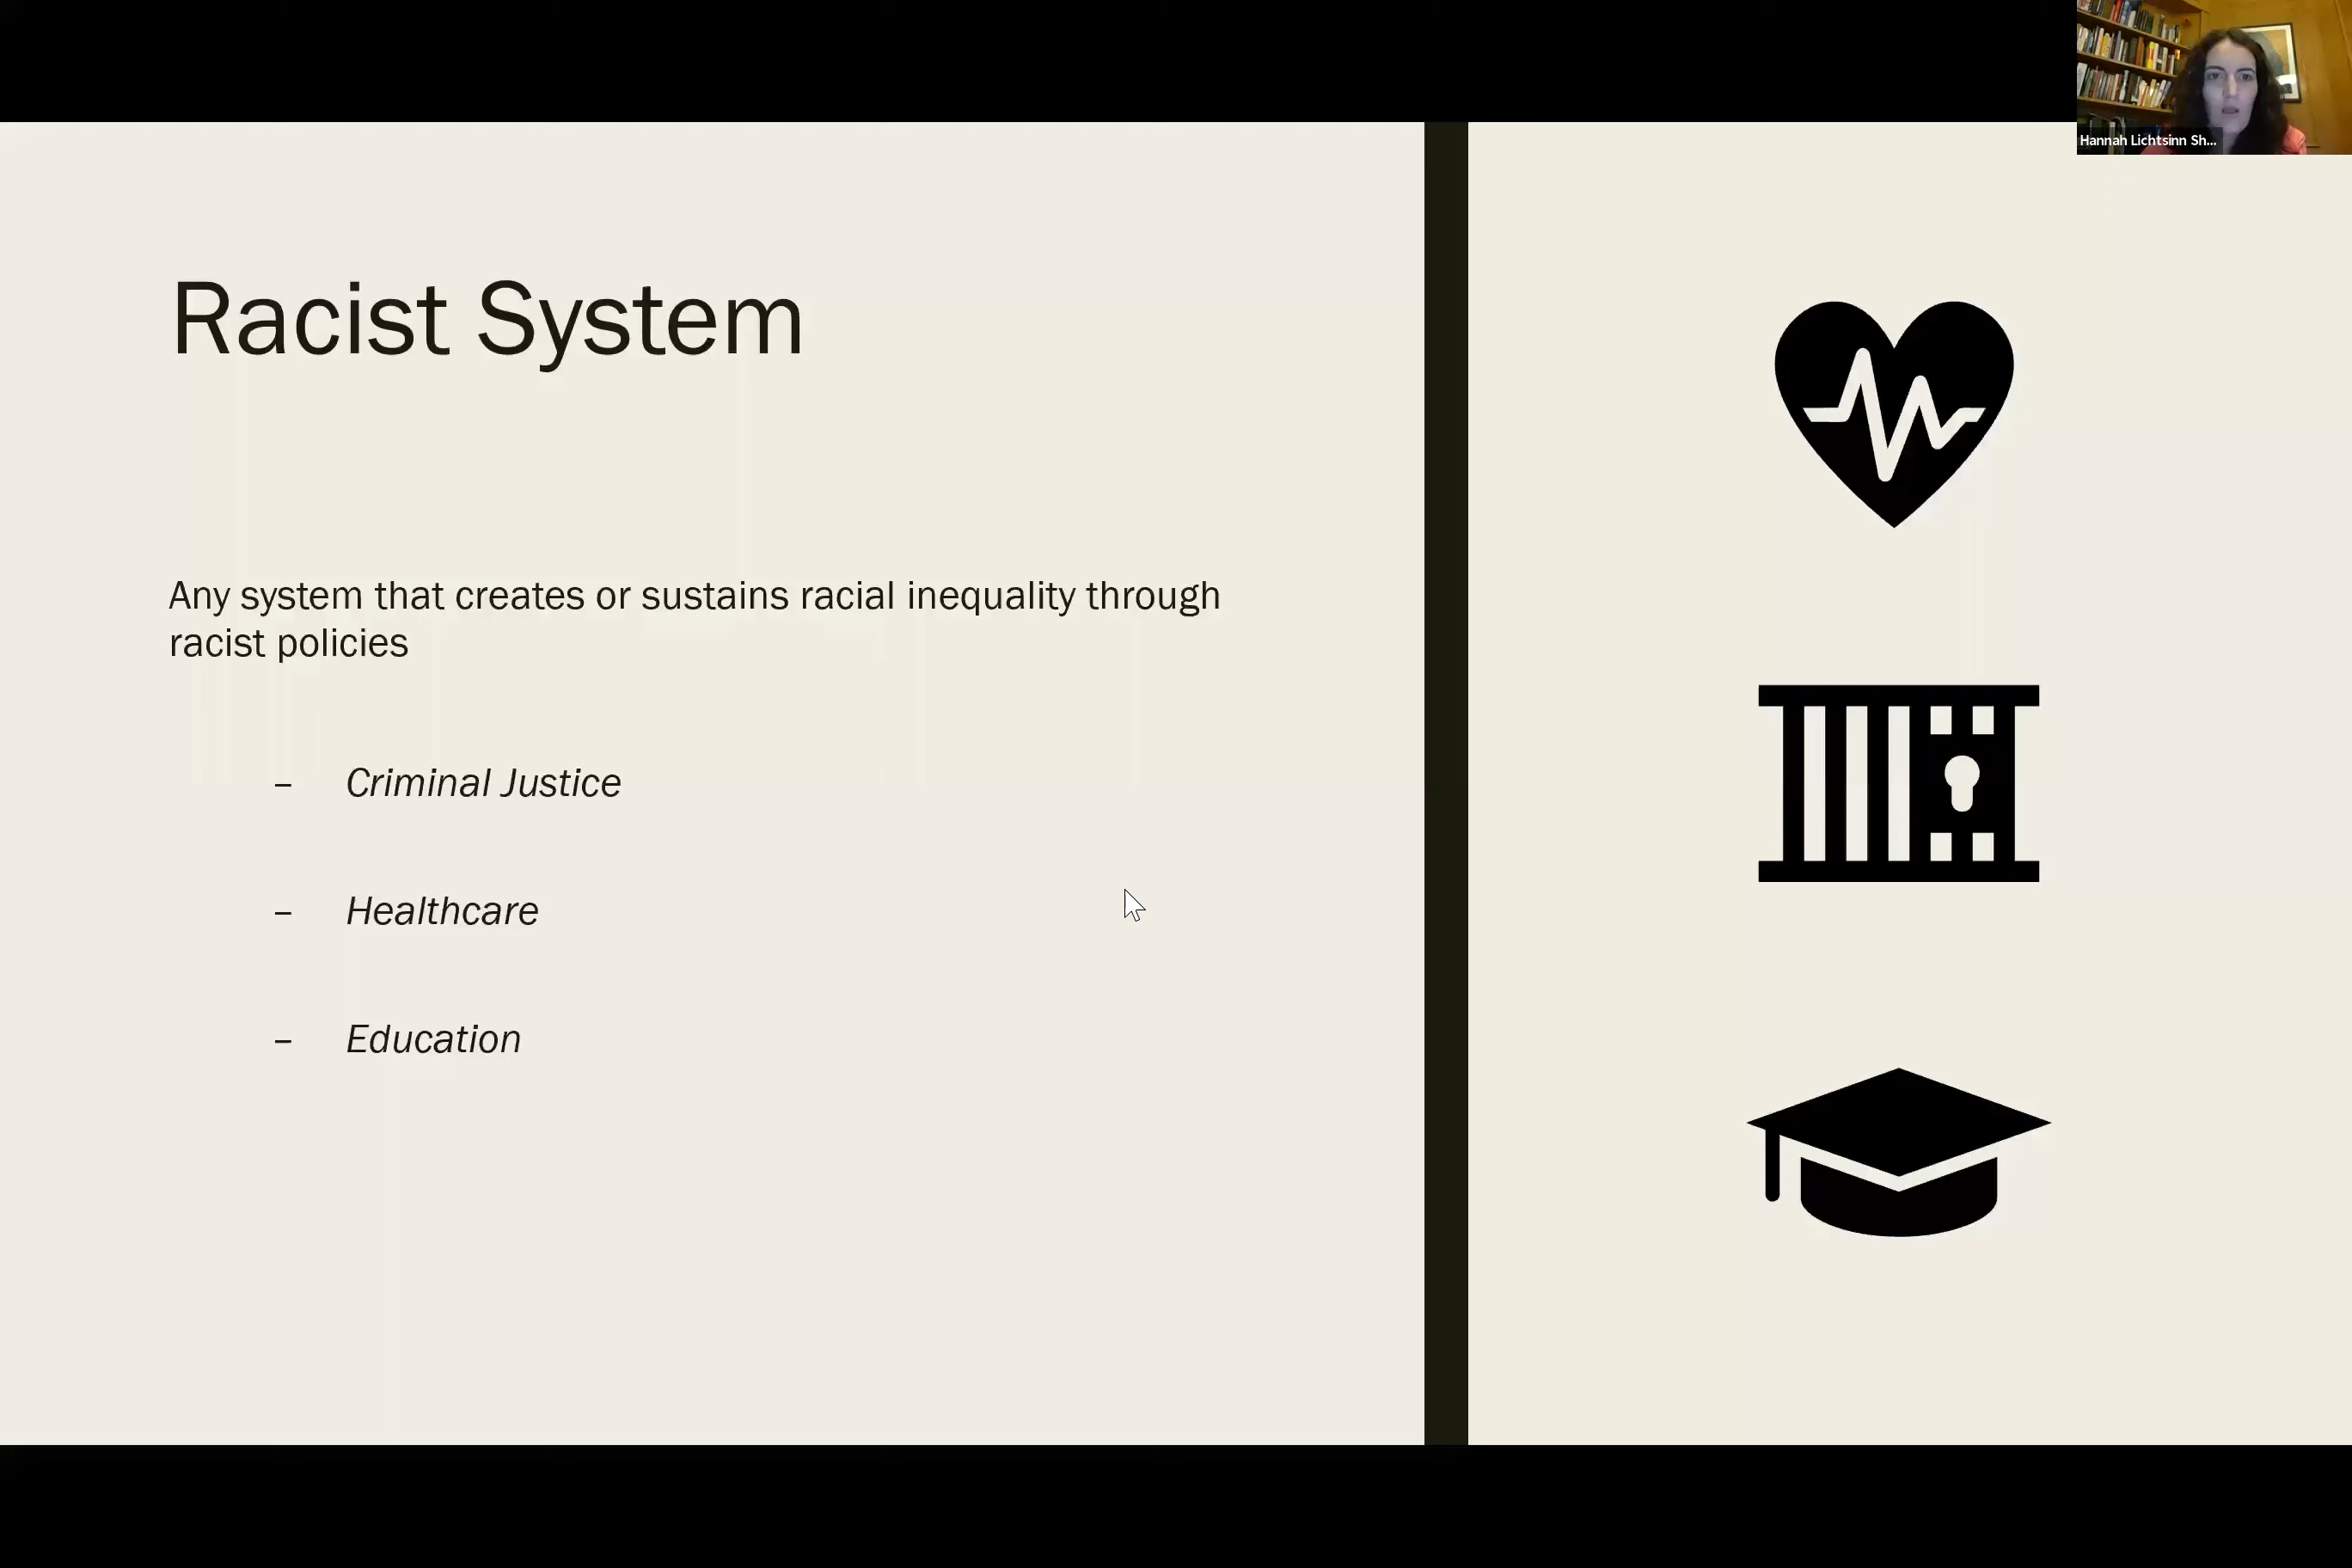 Hannah Lichtsinn Sh...
Racist System
Any system that creates or sustains racial inequality through
racist policies
– Criminal Justice
– Healthcare
– Education